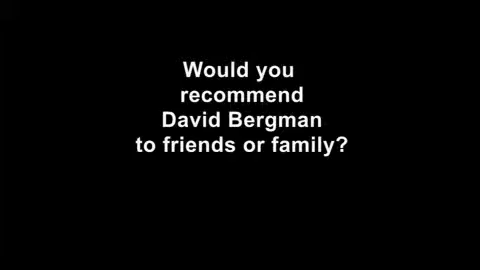 Would you
recommend
David Bergman
to friends or family?